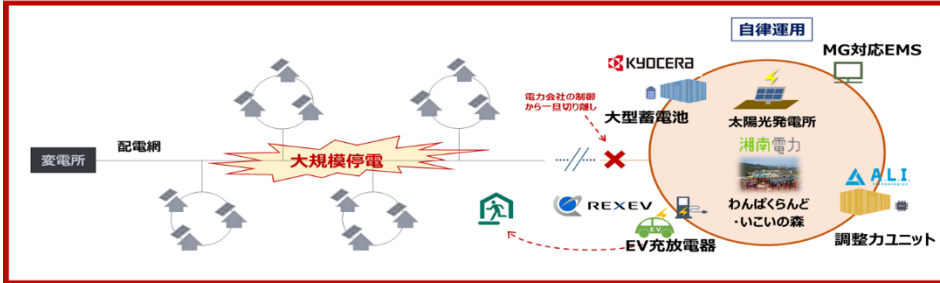 自律運用
KYOCERA
MG対応EMS
電力会社の制御
から一旦切り離し
大型蓄電池
太陽光発電所
配電網
変電所
大規模停電
湘南電力
A.L.I.
Technologies.
REXEV
わんぱくらんど
・いこいの森
EV
EV充放電器
調整力ユニット